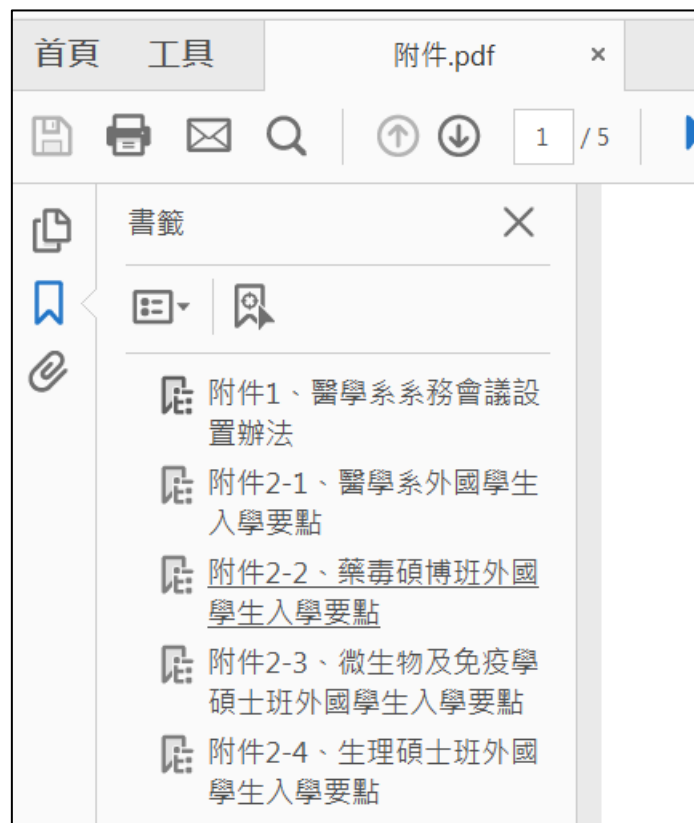 首頁 工具 附件.pdf ×
1 / 5
書籤
附件1、醫學系系務會議設
置辦法
附件2-1、醫學系外國學生
入學要點
附件2-2、藥毒碩博班外國
學生入學要點
附件2-3、微生物及免疫學
碩士班外國學生入學要點
附件2-4、生理碩士班外國
學生入學要點